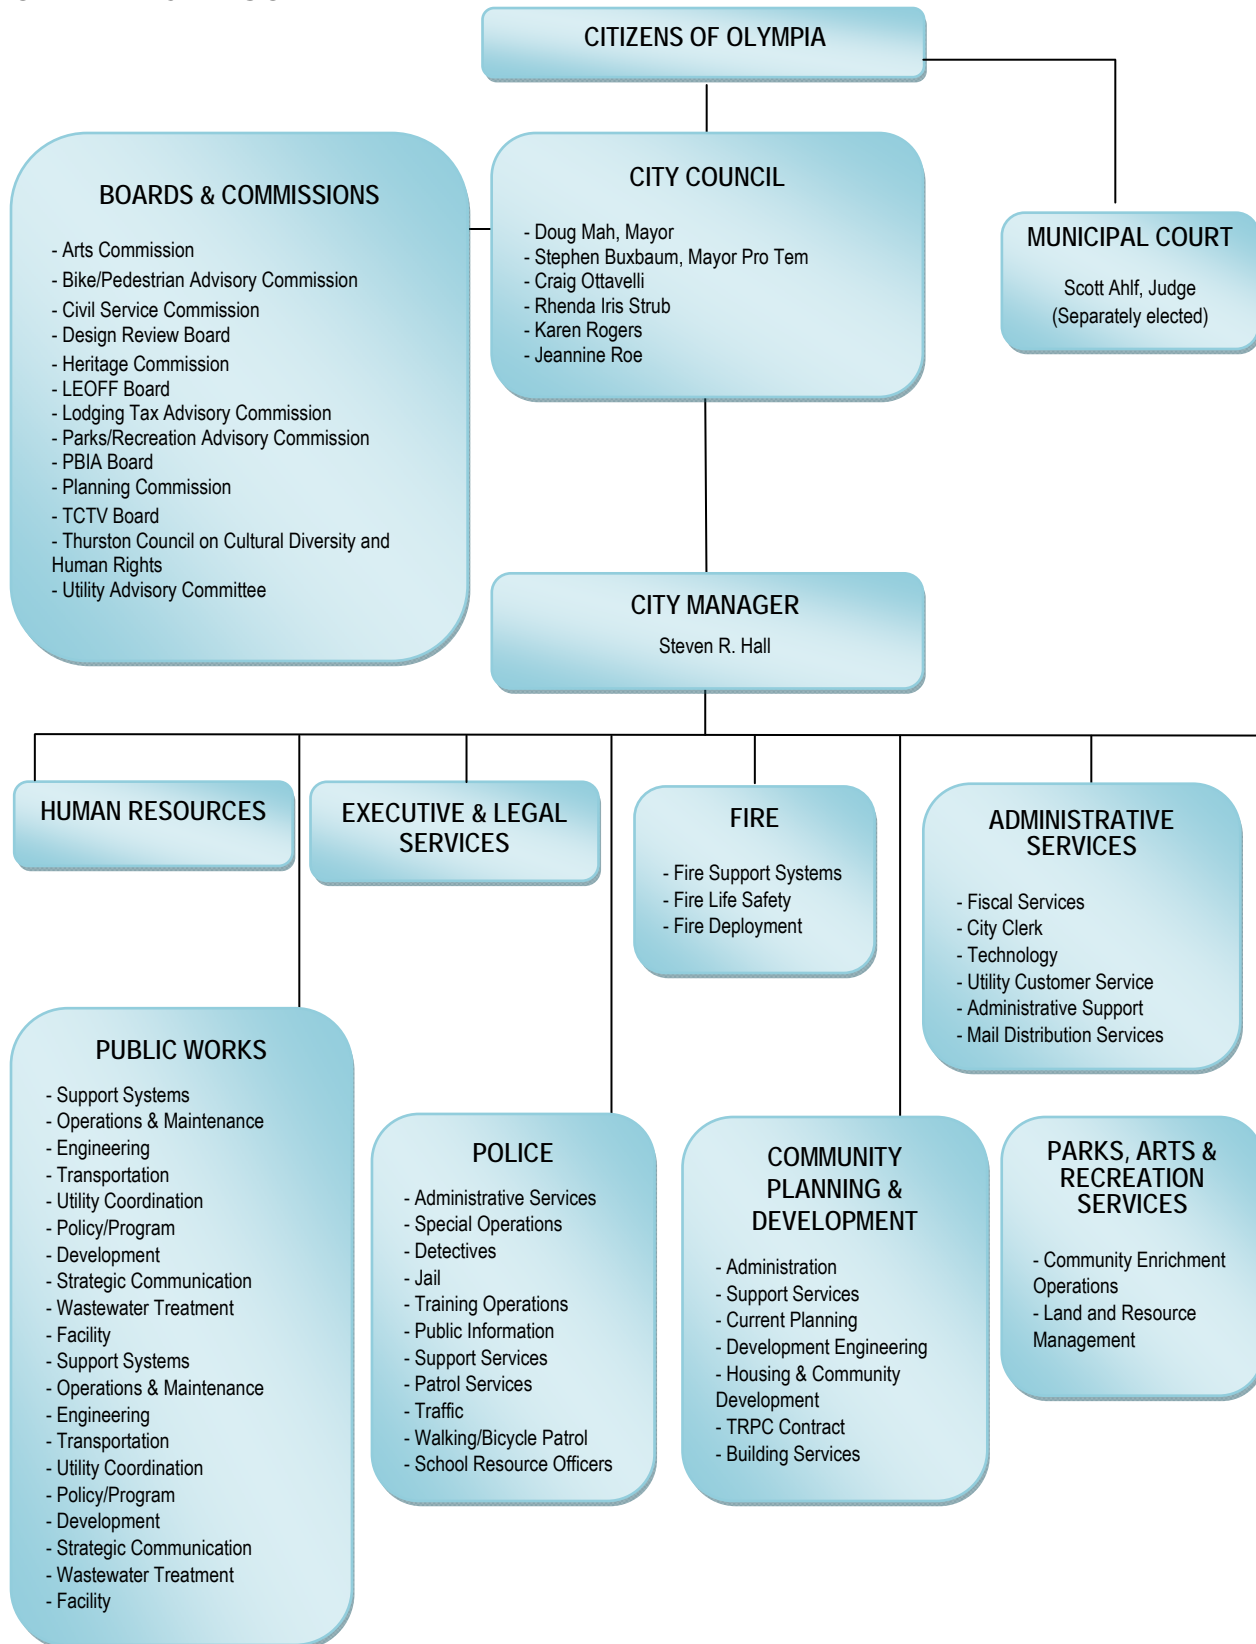 CITIZENS OF OLYMPIA
BOARDS & COMMISSIONS
- Arts Commission
- Bike/Pedestrian Advisory Commission
- Civil Service Commission
- Design Review Board
- Heritage Commission
- LEOFF Board
- Lodging Tax Advisory Commission
- Parks/Recreation Advisory Commission
- PBIA Board
- Planning Commission
- TCTV Board
- Thurston Council on Cultural Diversity and
Human Rights
- Utility Advisory Committee
CITY COUNCIL
- Doug Mah, Mayor
- Stephen Buxbaum, Mayor Pro Tem
- Craig Ottavelli
- Rhenda Iris Strub
- Karen Rogers
- Jeannine Roe
MUNICIPAL COURT
Scott Ahlf, Judge
(Separately elected)
CITY MANAGER
Steven R. Hall
HUMAN RESOURCES
EXECUTIVE & LEGAL
SERVICES
FIRE
- Fire Support Systems
- Fire Life Safety
- Fire Deployment
ADMINISTRATIVE
SERVICES
- Fiscal Services
- City Clerk
- Technology
- Utility Customer Service
- Administrative Support
- Mail Distribution Services
PUBLIC WORKS
- Support Systems
- Operations & Maintenance
- Engineering
- Transportation
- Utility Coordination
- Policy/Program
- Development
- Strategic Communication
- Wastewater Treatment
- Facility
- Support Systems
- Operations & Maintenance
- Engineering
- Transportation
- Utility Coordination
- Policy/Program
- Development
- Strategic Communication
- Wastewater Treatment
- Facility
POLICE
- Administrative Services
- Special Operations
- Detectives
- Jail
- Training Operations
- Public Information
- Support Services
- Patrol Services
- Traffic
- Walking/Bicycle Patrol
- School Resource Officers
COMMUNITY
PLANNING &
DEVELOPMENT
- Administration
- Support Services
- Current Planning
- Development Engineering
- Housing & Community
Development
- TRPC Contract
- Building Services
PARKS, ARTS &
RECREATION
SERVICES
- Community Enrichment
Operations
- Land and Resource
Management